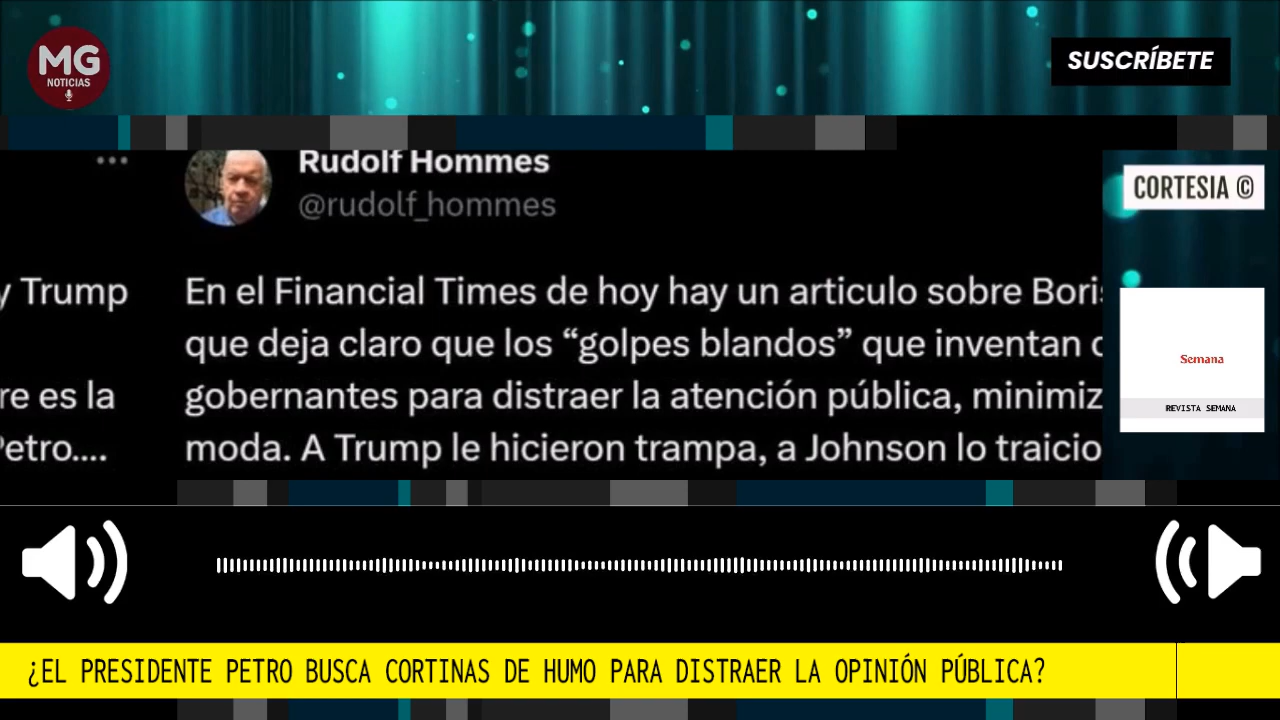 MG
NOTICIAS
SUSCRÍBETE
CORTESIA ©
Semana
REVISTA SEMANA
y Trump
re es la
Petro....
Rudolf Hommes
@rudolf_hommes
En el Financial Times de hoy hay un articulo sobre Boris
que deja claro que los “golpes blandos” que inventan
gobernantes para distraer la atención pública, minimiz
moda. A Trump le hicieron trampa, a Johnson lo traicio
¿EL PRESIDENTE PETRO BUSCA CORTINAS DE HUMO PARA DISTRAER LA OPINIÓN PÚBLICA?